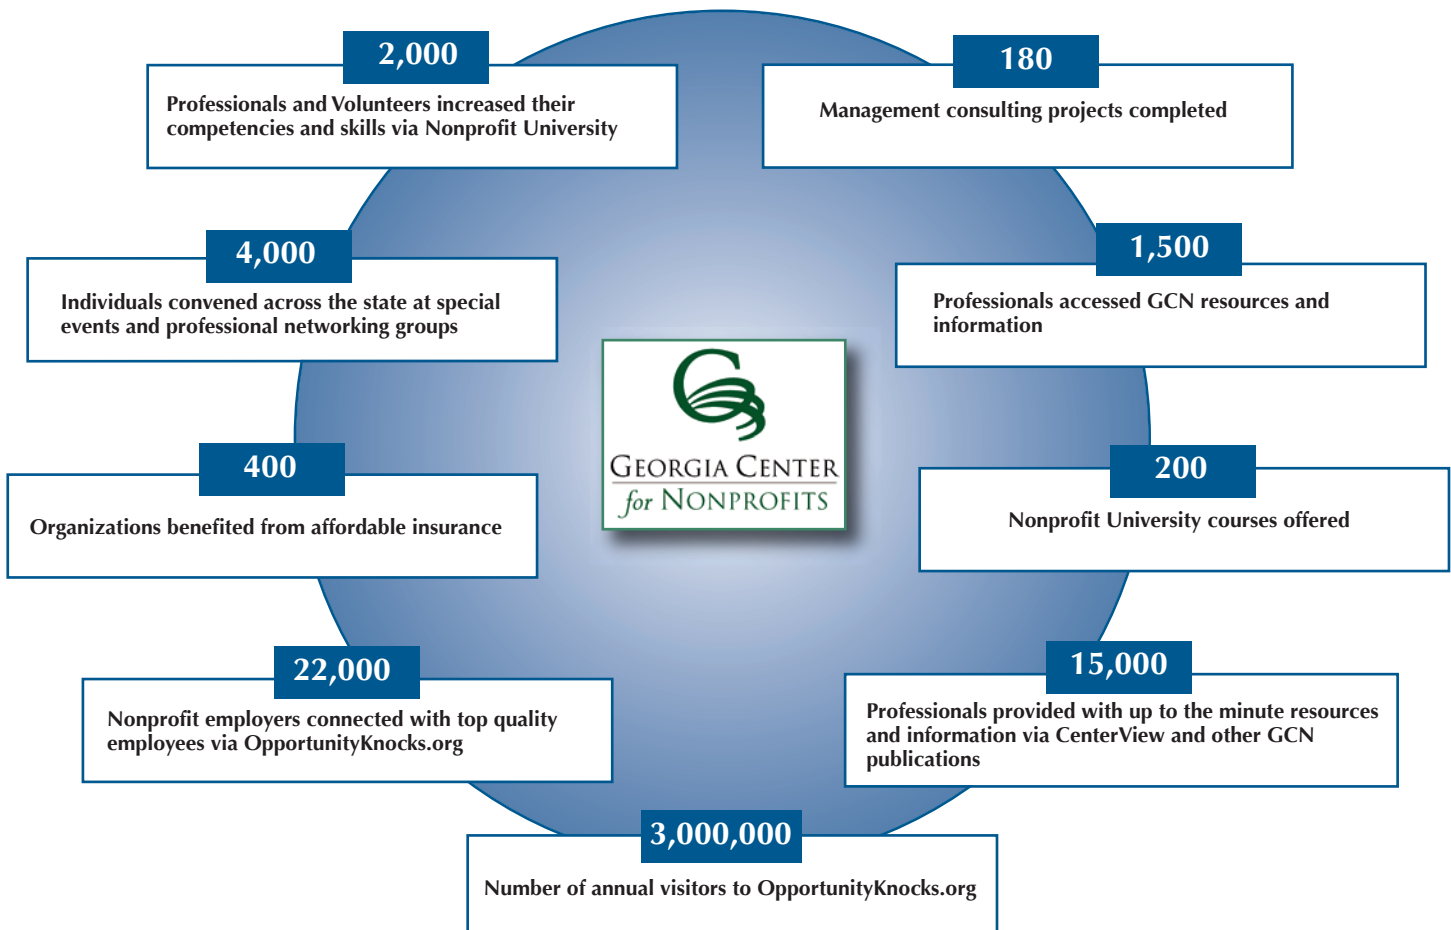 2,000
Professionals and Volunteers increased their
competencies and skills via Nonprofit University
180
Management consulting projects completed
4,000
Individuals convened across the state at special
events and professional networking groups
1,500
Professionals accessed GCN resources and
information
GEORGIA CENTER
for NONPROFITS
400
Organizations benefited from affordable insurance
200
Nonprofit University courses offered
22,000
Nonprofit employers connected with top quality
employees via OpportunityKnocks.org
15,000
Professionals provided with up to the minute resources
and information via CenterView and other GCN
publications
3,000,000
Number of annual visitors to OpportunityKnocks.org